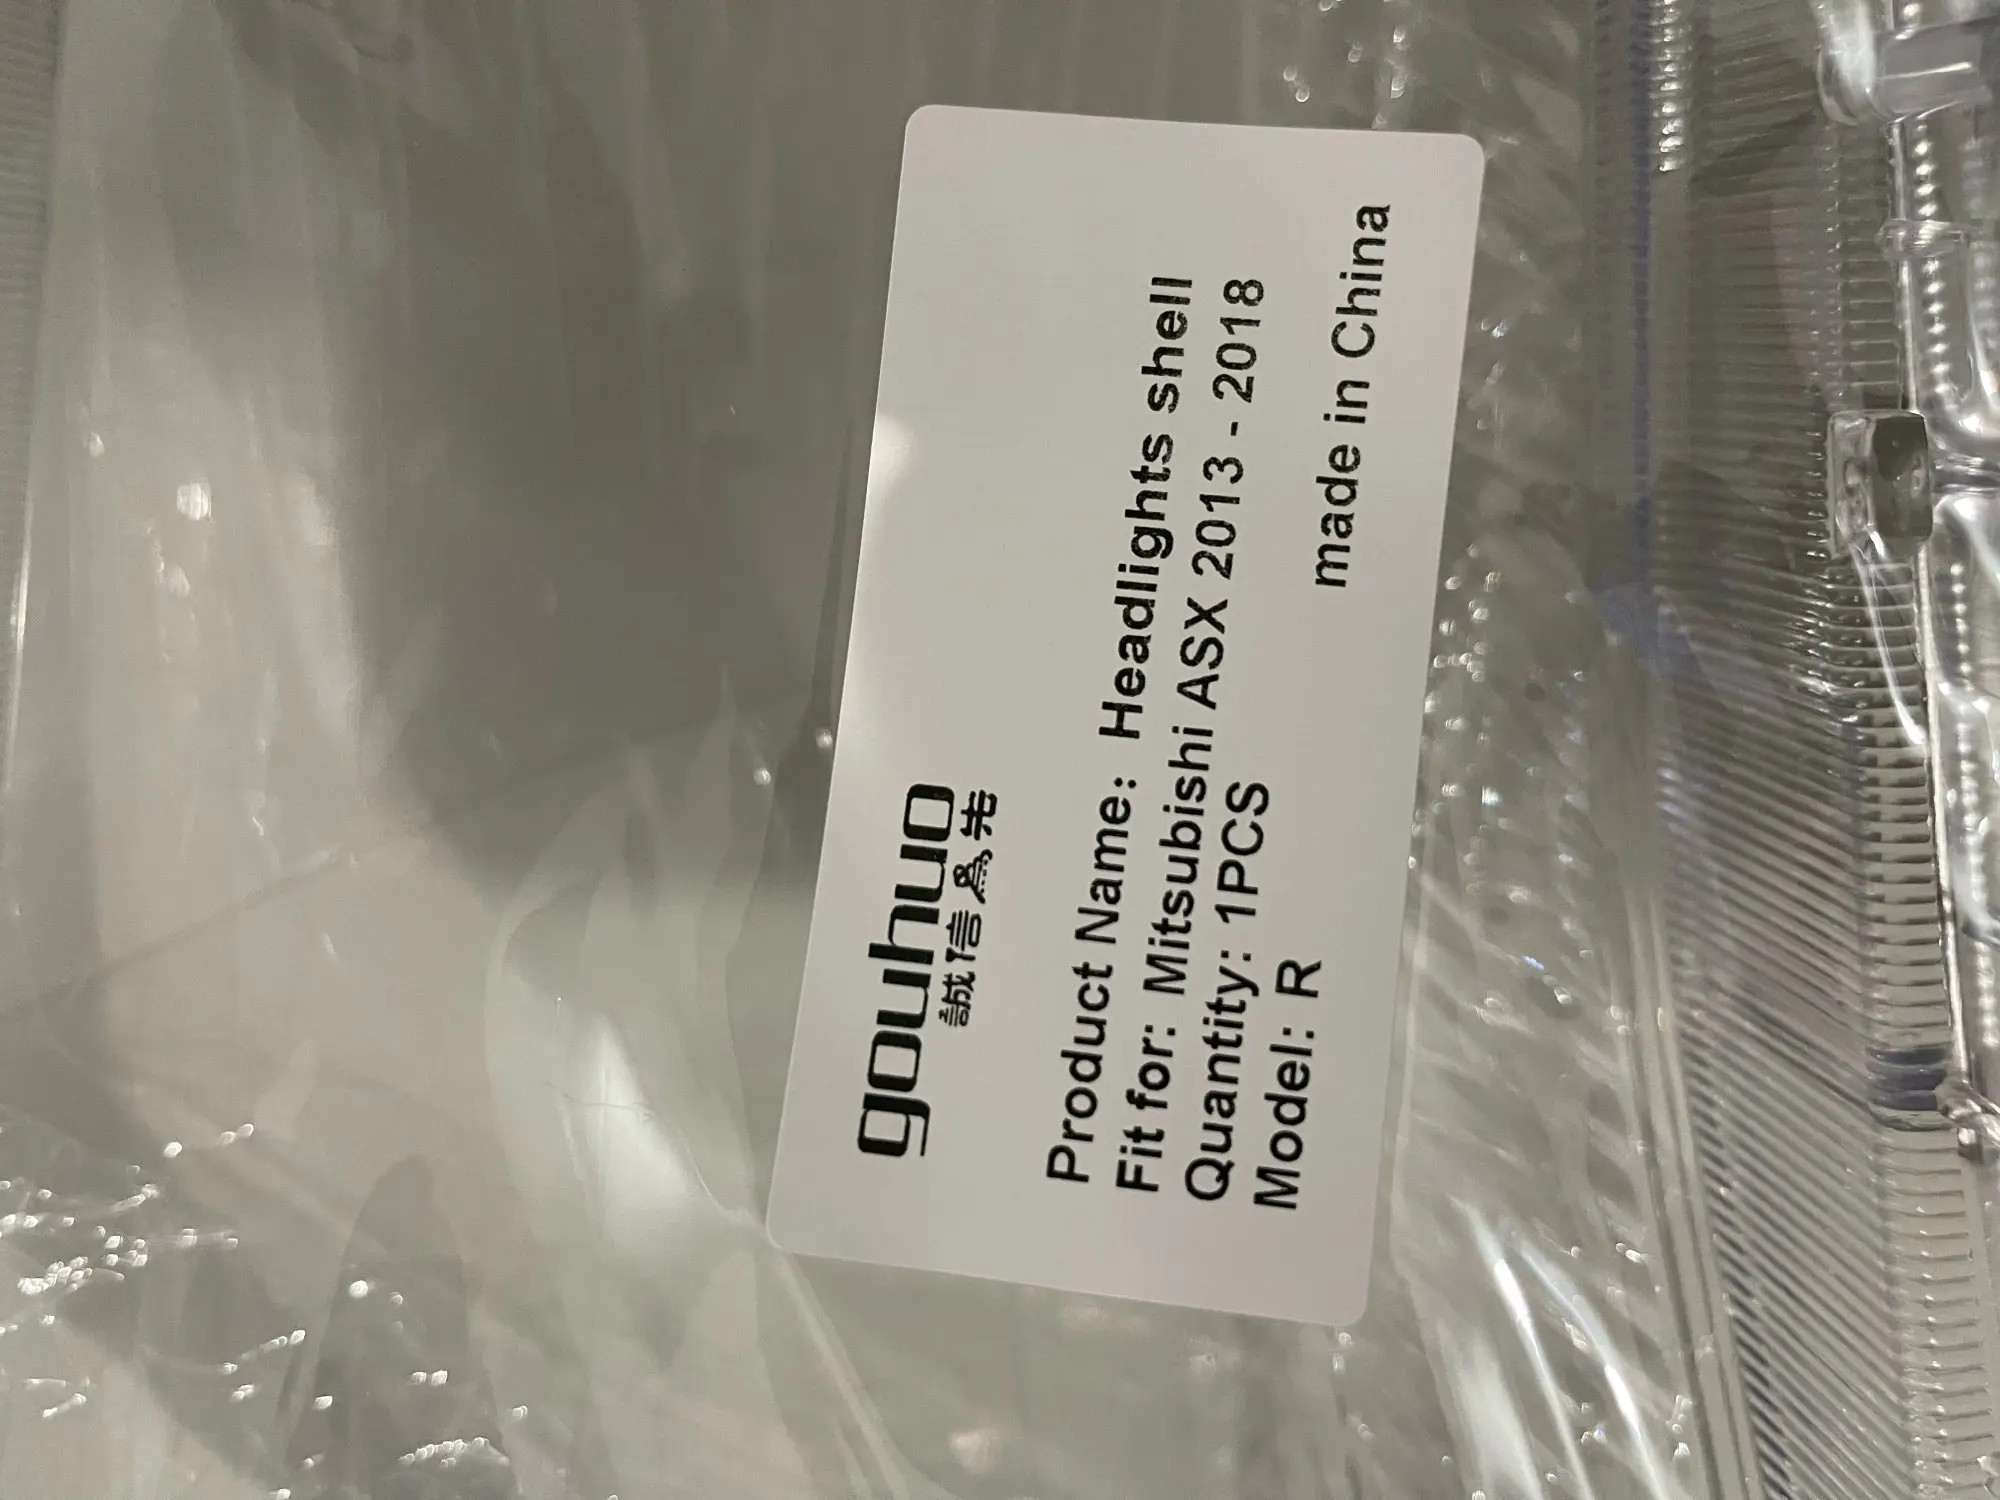 gouhuo
誠信為先
Product Name: Headlights shell
Fit for: Mitsubishi ASX 2013 - 2018
Quantity: 1PCS
Model: R
made in China